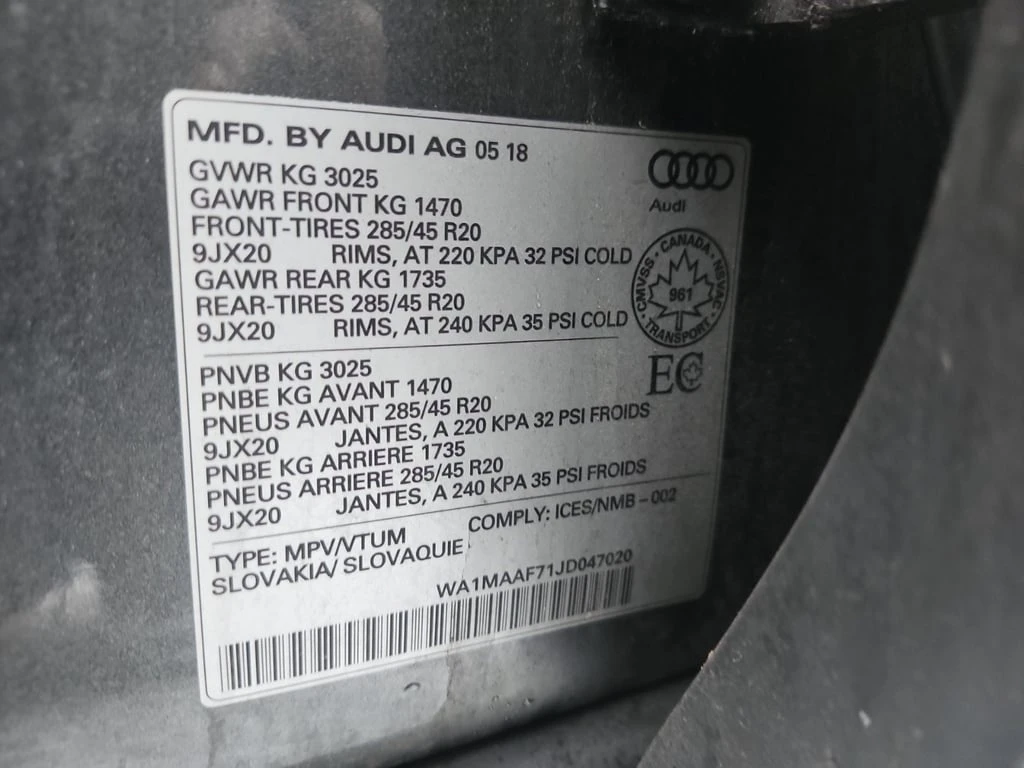 MFD. BY AUDI AG 05 18
GVWR KG 3025
GAWR FRONT KG 1470
FRONT-TIRES 285/45 R20
9JX20 RIMS, AT 220 KPA 32 PSI COLD
GAWR REAR KG 1735
REAR-TIRES 285/45 R20
9JX20 RIMS, AT 240 KPA 35 PSI COLD
Audi
CANADA
CMVSS - NSVAC
961
TRANSPORT
EC
PNVB KG 3025
PNBE KG AVANT 1470
PNEUS AVANT 285/45 R20
9JX20 JANTES, A 220 KPA 32 PSI FROIDS
PNBE KG ARRIERE 1735
PNEUS ARRIERE 285/45 R20
9JX20 JANTES, A 240 KPA 35 PSI FROIDS
TYPE: MPV/VTUM COMPLY: ICES/NMB-002
SLOVAKIA/ SLOVAQUIE
WA1MAAF71JD047020